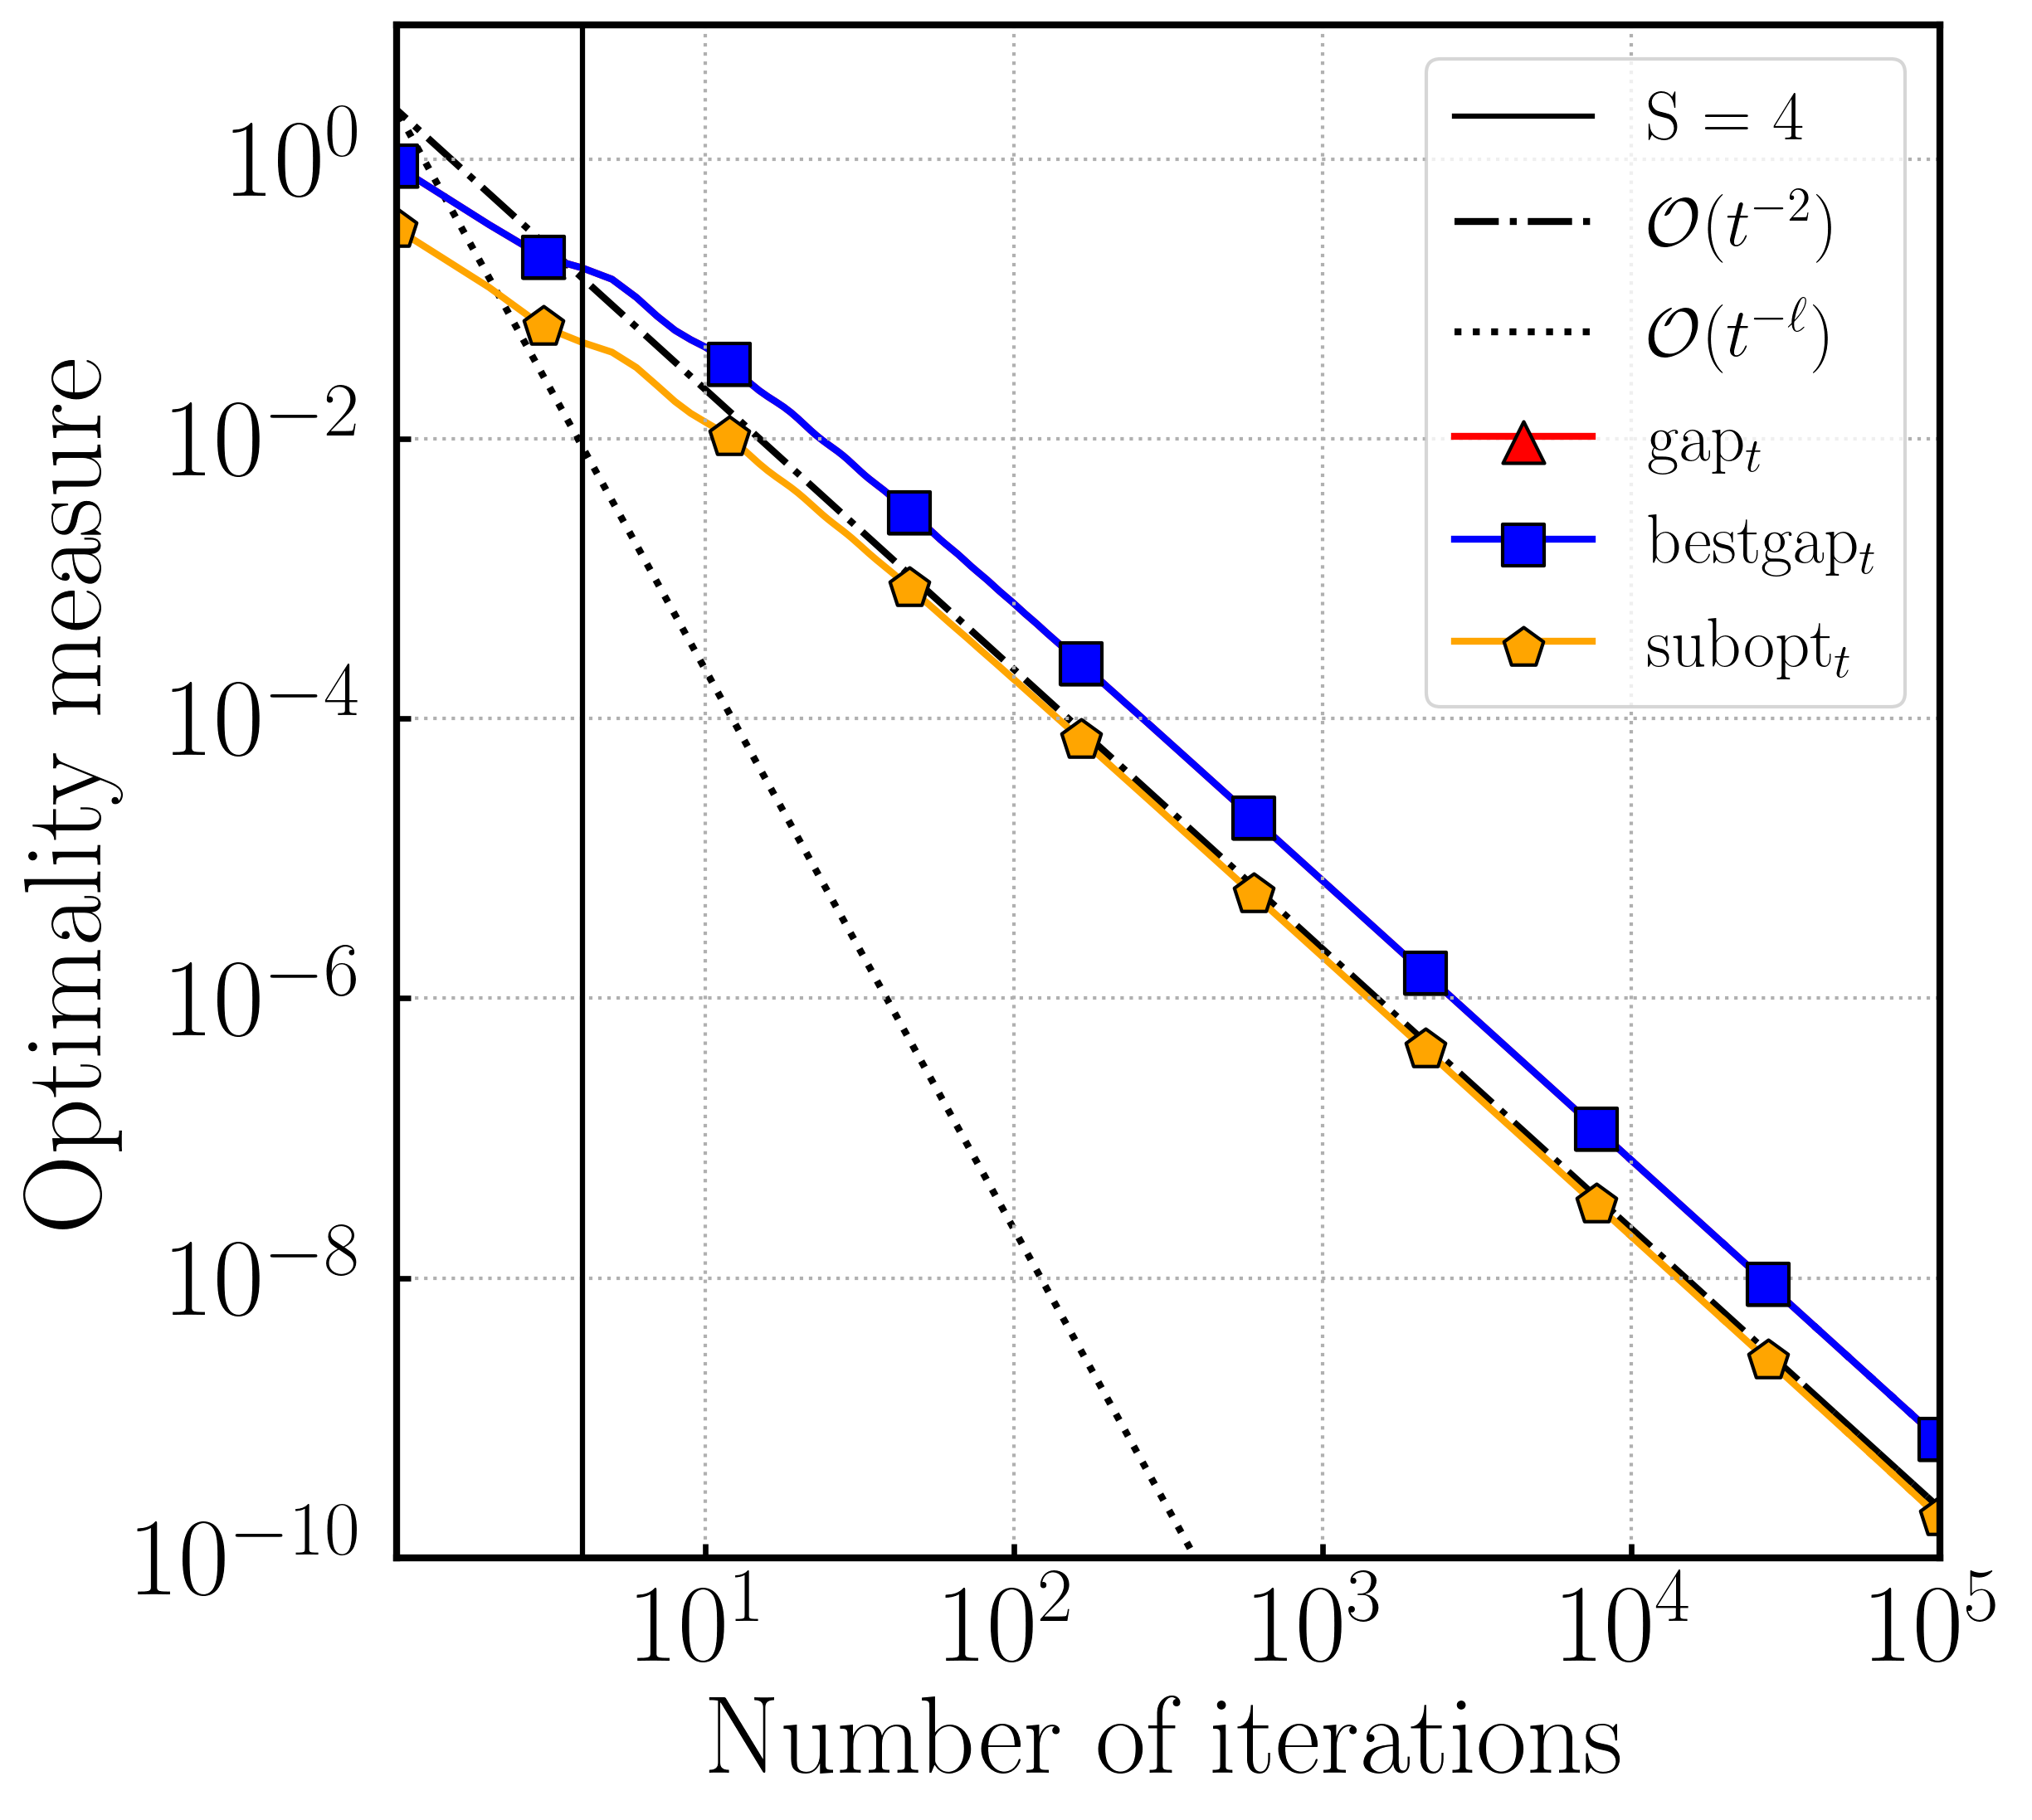 Optimality measure
10⁰
10⁻²
10⁻⁴
10⁻⁶
10⁻⁸
10⁻¹⁰
S = 4
𝒪(t⁻²)
𝒪(t^{-ℓ})
gapₜ
bestgapₜ
suboptₜ
10¹ 10² 10³ 10⁴ 10⁵
Number of iterations